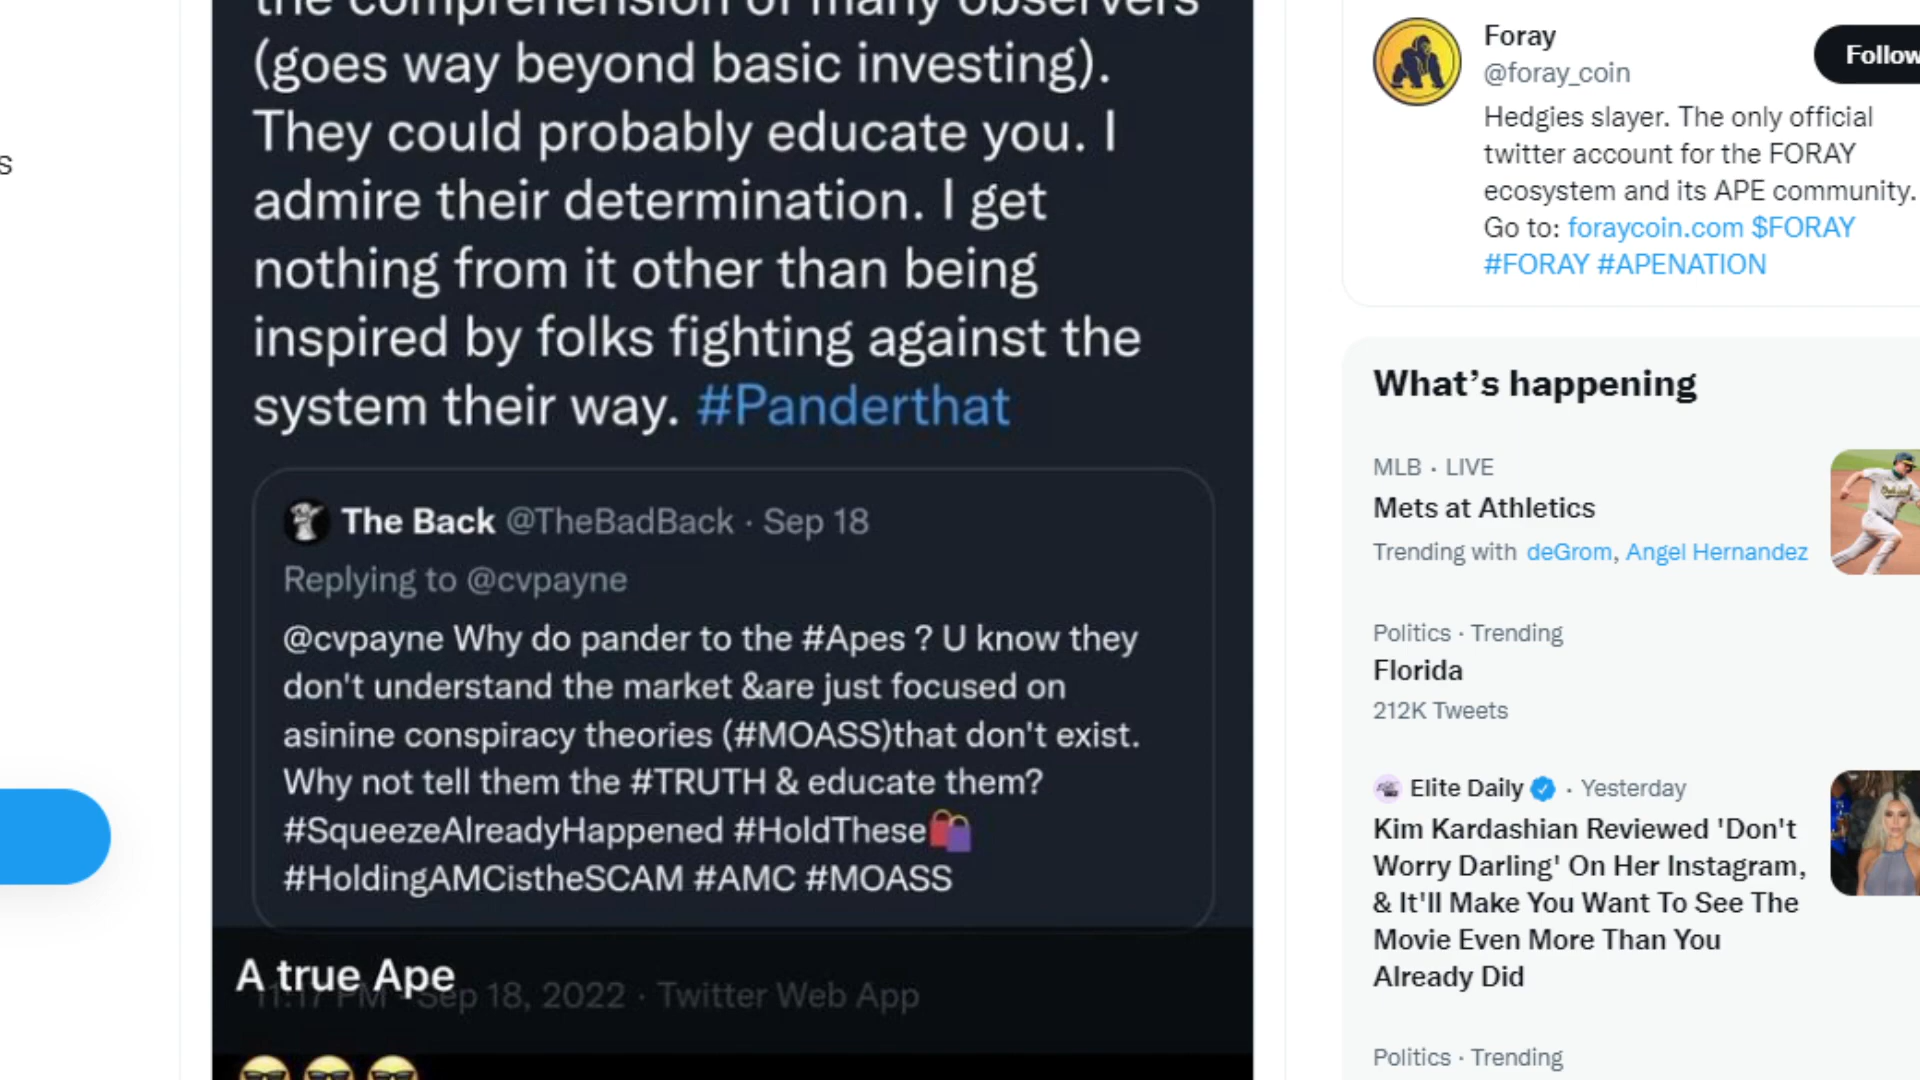 the comprehension of many observers
(goes way beyond basic investing).
They could probably educate you. I
admire their determination. I get
nothing from it other than being
inspired by folks fighting against the
system their way. #Panderthat
The Back @TheBadBack · Sep 18
Replying to @cvpayne
@cvpayne Why do pander to the #Apes ? U know they
don't understand the market &are just focused on
asinine conspiracy theories (#MOASS)that don't exist.
Why not tell them the #TRUTH & educate them?
#SqueezeAlreadyHappened #HoldThese🛍️
#HoldingAMCistheSCAM #AMC #MOASS
A true Ape
11:17 PM · Sep 18, 2022 · Twitter Web App
s
Foray
@foray_coin
Follow
Hedgies slayer. The only official
twitter account for the FORAY
ecosystem and its APE community.
Go to: foraycoin.com $FORAY
#FORAY #APENATION
What's happening
MLB · LIVE
Mets at Athletics
Trending with deGrom, Angel Hernandez
Politics · Trending
Florida
212K Tweets
Elite Daily · Yesterday
Kim Kardashian Reviewed 'Don't
Worry Darling' On Her Instagram,
& It'll Make You Want To See The
Movie Even More Than You
Already Did
Politics · Trending